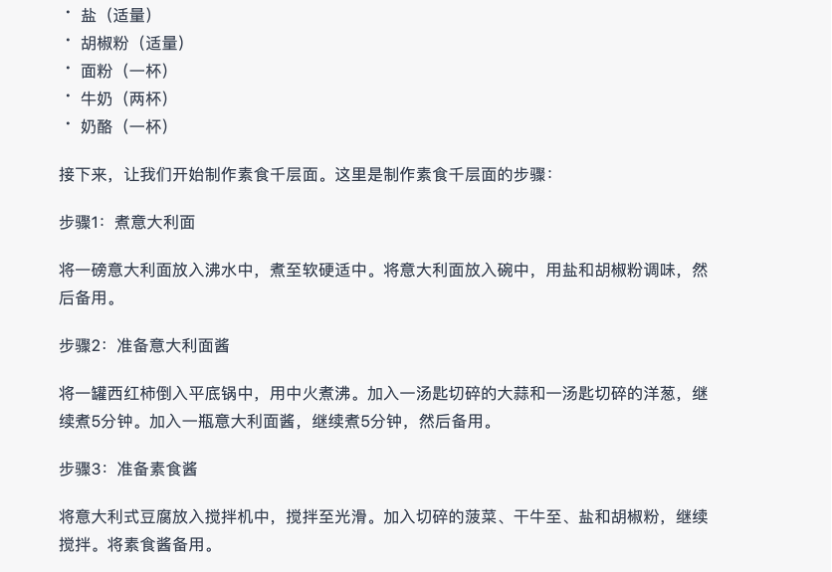 · 盐（适量）
· 胡椒粉（适量）
· 面粉（一杯）
· 牛奶（两杯）
· 奶酪（一杯）
接下来，让我们开始制作素食千层面。这里是制作素食千层面的步骤：
步骤1：煮意大利面
将一磅意大利面放入沸水中，煮至软硬适中。将意大利面放入碗中，用盐和胡椒粉调味，然
后备用。
步骤2：准备意大利面酱
将一罐西红柿倒入平底锅中，用中火煮沸。加入一汤匙切碎的大蒜和一汤匙切碎的洋葱，继
续煮5分钟。加入一瓶意大利面酱，继续煮5分钟，然后备用。
步骤3：准备素食酱
将意大利式豆腐放入搅拌机中，搅拌至光滑。加入切碎的菠菜、干牛至、盐和胡椒粉，继续
搅拌。将素食酱备用。